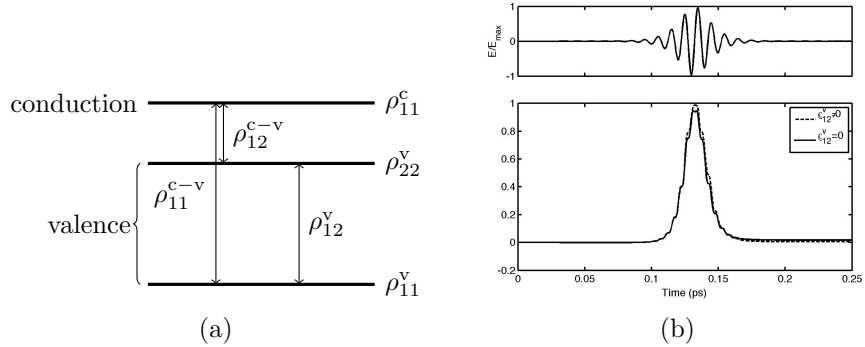 conduction
ρ^c_11
ρ^{c−v}_12
ρ^v_22
ρ^{c−v}_11
valence
ρ^v_12
ρ^v_11
(a)
E/E_max
1
0
-1
1
0.8
0.6
0.4
0.2
0
-0.2
ϵ^v_12≠0
ϵ^v_12=0
0
0.05
0.1
0.15
0.2
0.25
Time (ps)
(b)